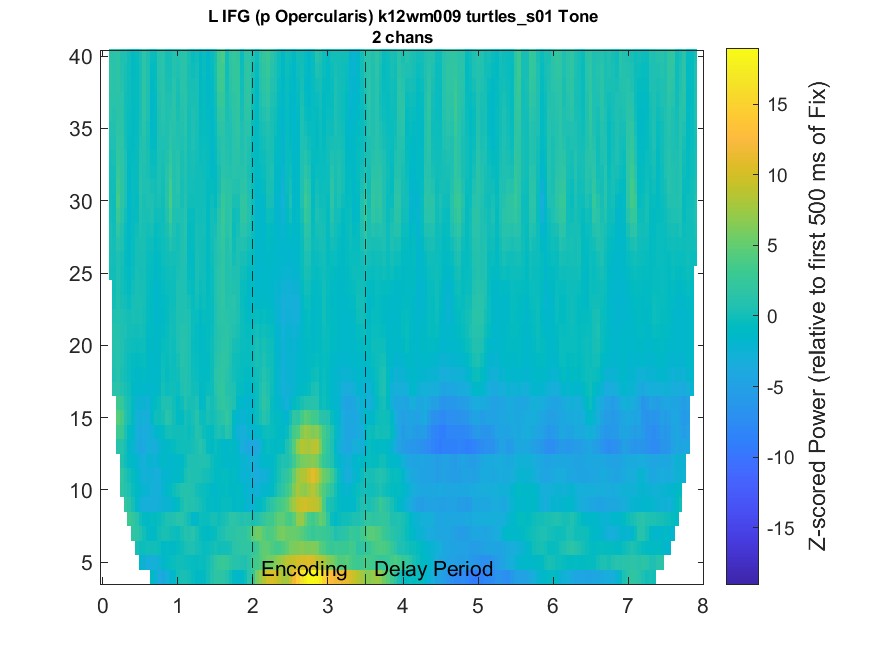 L IFG (p Opercularis) k12wm009 turtles_s01 Tone
2 chans
40
35
30
25
20
15
10
5
Encoding
Delay Period
0 1 2 3 4 5 6 7 8
15
10
5
0
-5
-10
-15
Z-scored Power (relative to first 500 ms of Fix)